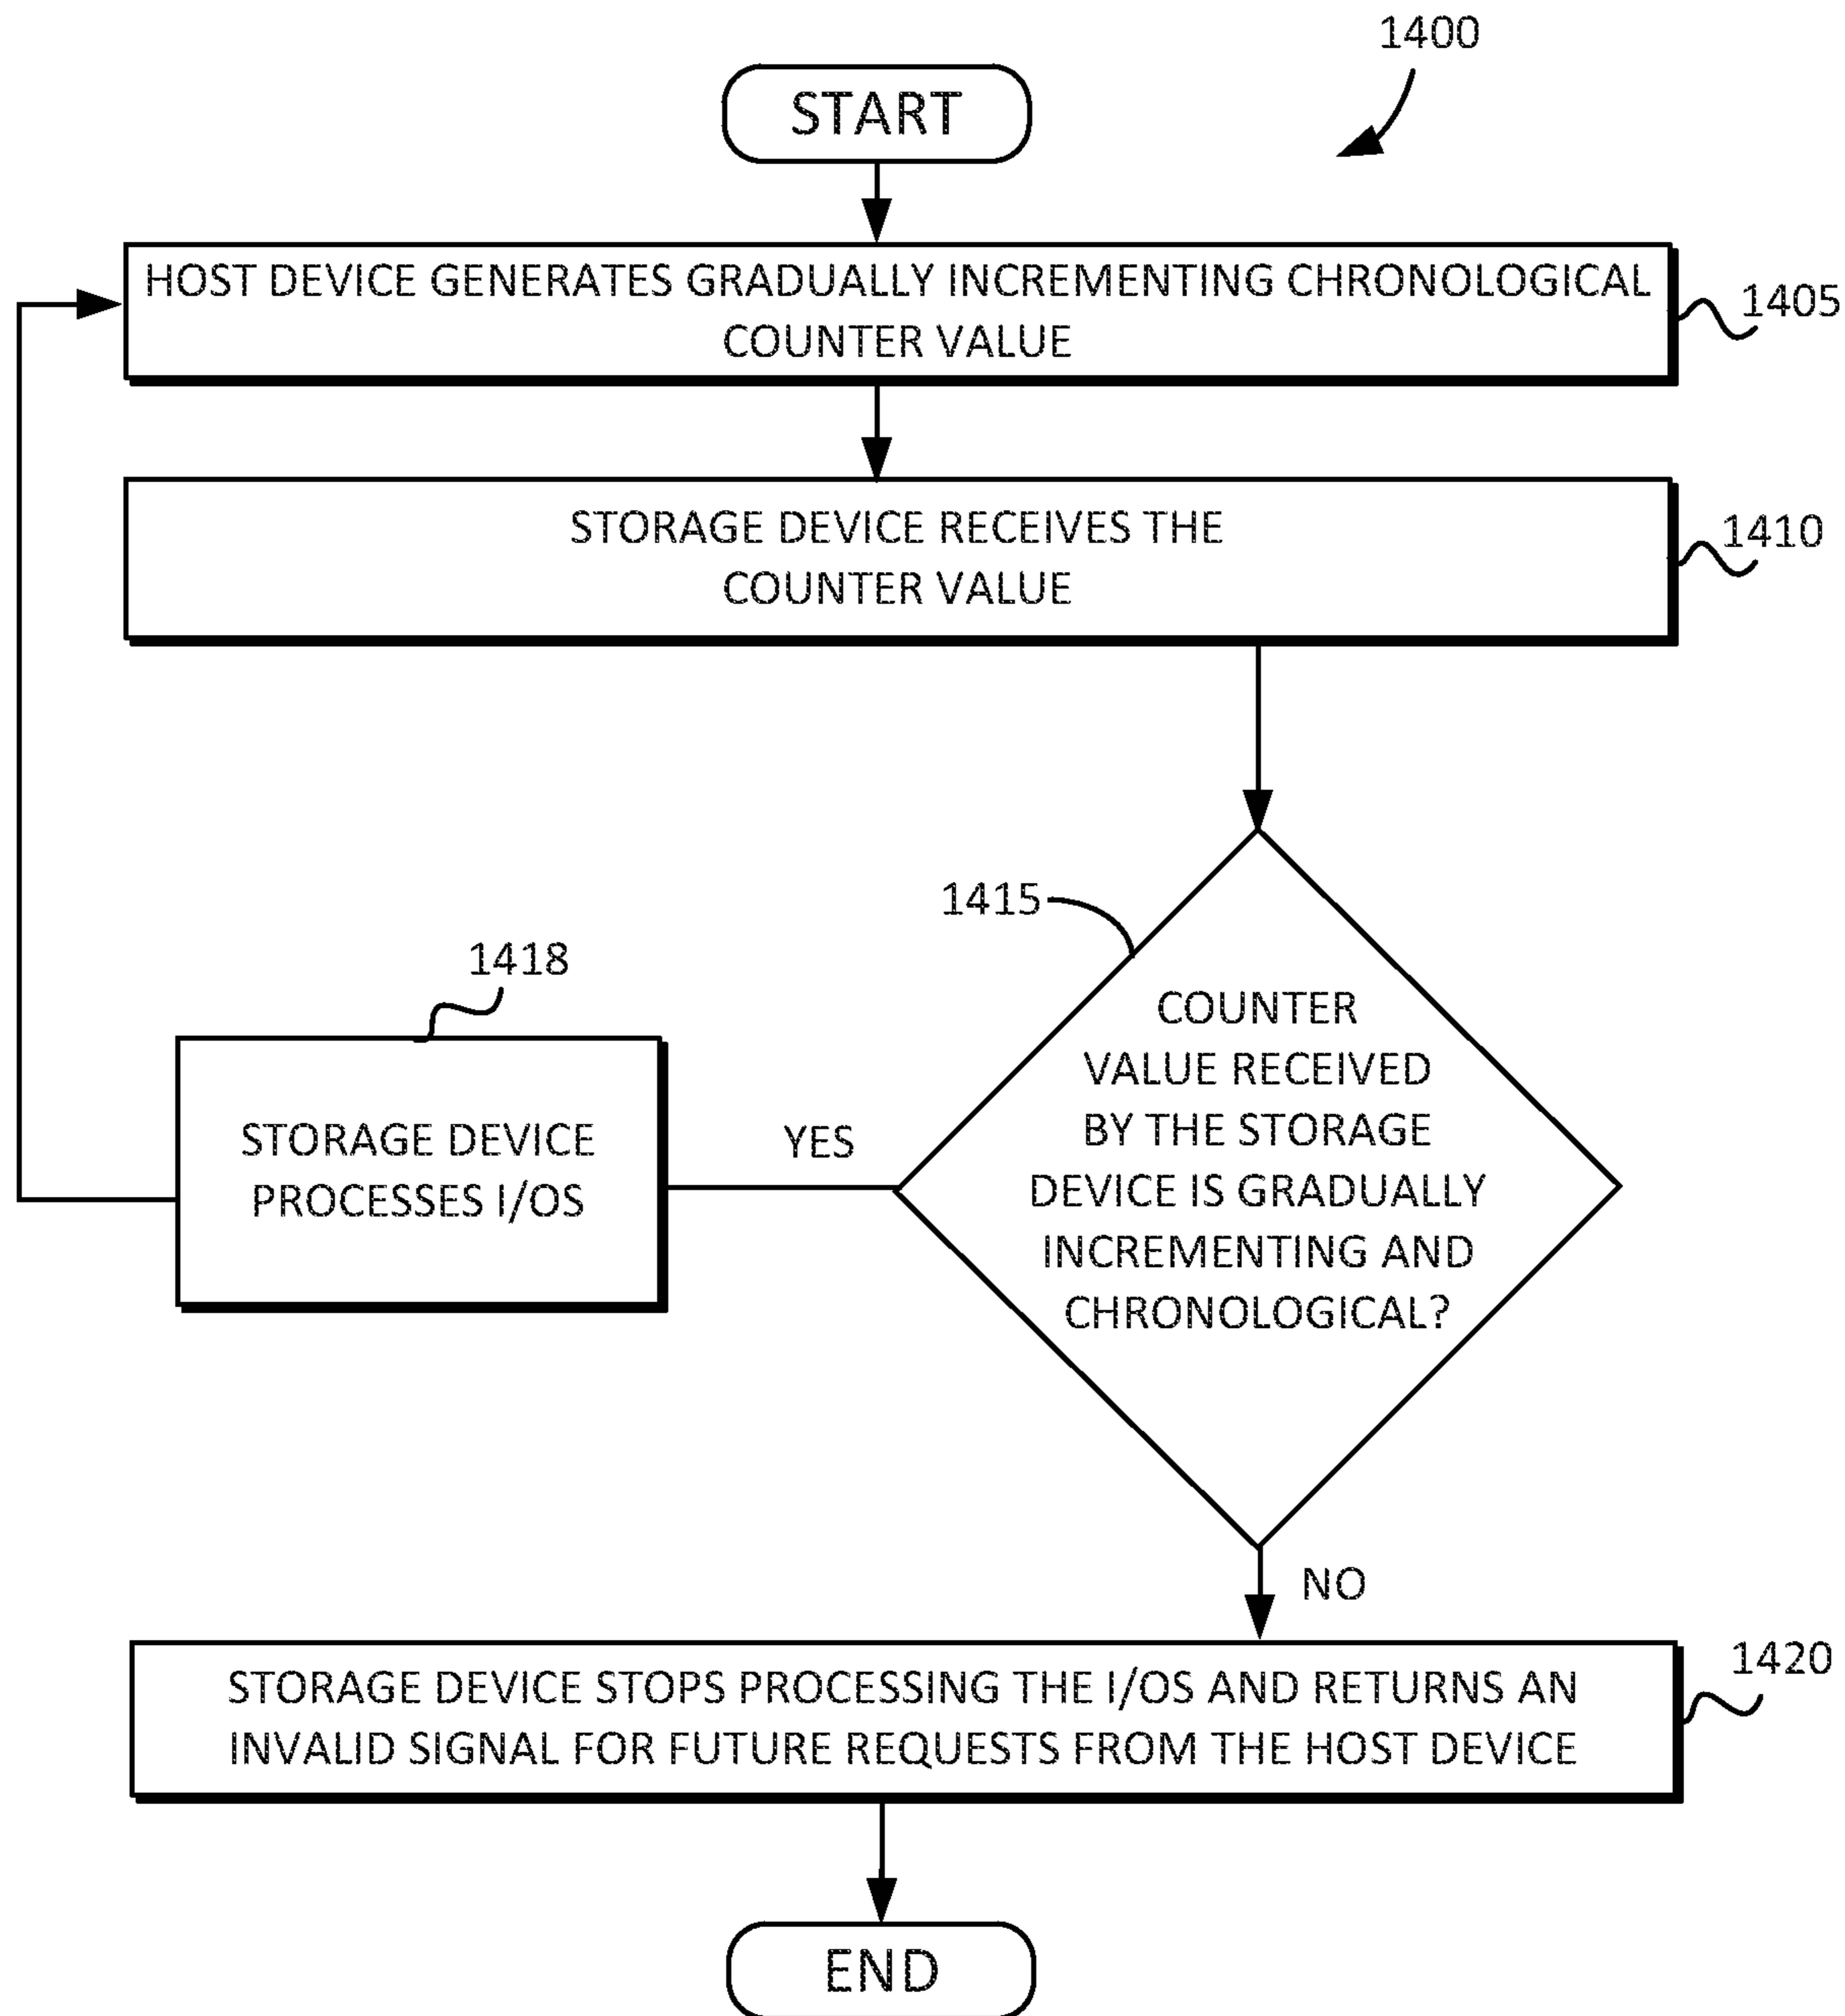 1400
START
HOST DEVICE GENERATES GRADUALLY INCREMENTING CHRONOLOGICAL
COUNTER VALUE
1405
STORAGE DEVICE RECEIVES THE
COUNTER VALUE
1410
1415
COUNTER
VALUE RECEIVED
BY THE STORAGE
DEVICE IS GRADUALLY
INCREMENTING AND
CHRONOLOGICAL?
YES
1418
STORAGE DEVICE
PROCESSES I/OS
NO
STORAGE DEVICE STOPS PROCESSING THE I/OS AND RETURNS AN
INVALID SIGNAL FOR FUTURE REQUESTS FROM THE HOST DEVICE
1420
END